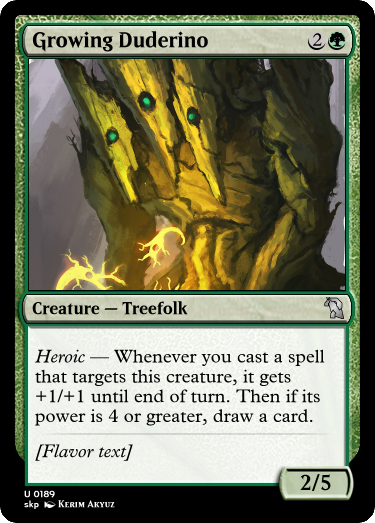 Growing Duderino 2
Creature — Treefolk
Heroic — Whenever you cast a spell
that targets this creature, it gets
+1/+1 until end of turn. Then if its
power is 4 or greater, draw a card.
[Flavor text]
2/5
U 0189
skp Kerim Akyuz